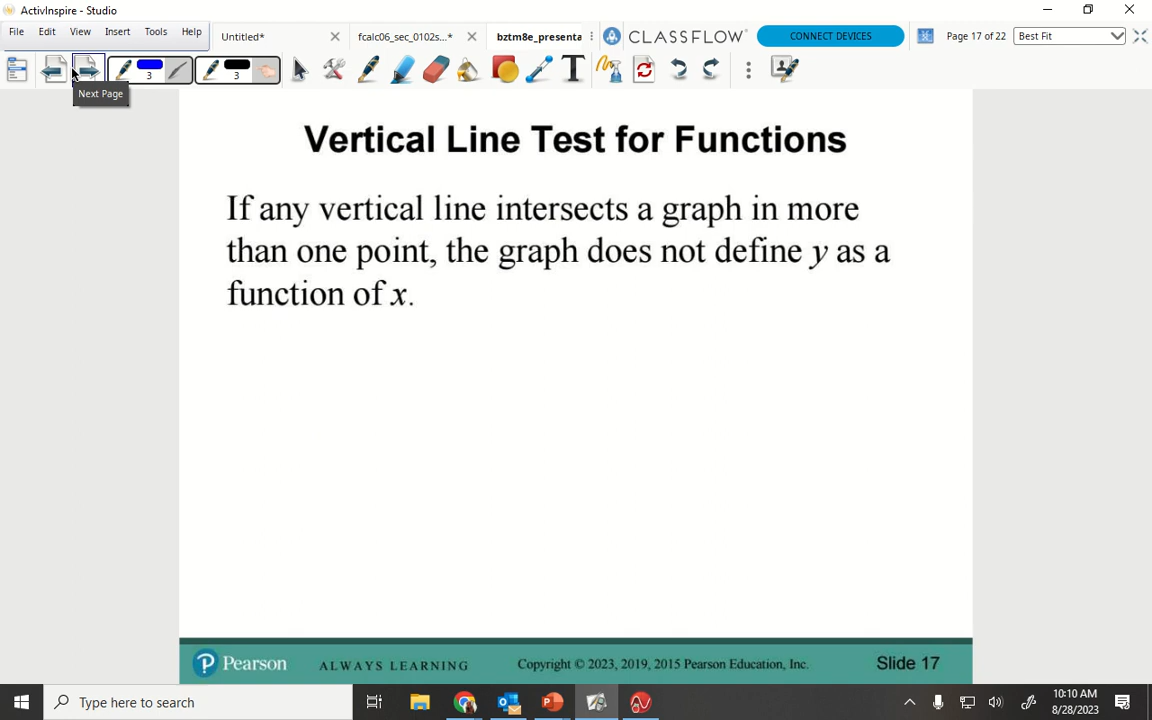 ActivInspire - Studio
File Edit View Insert Tools Help
Untitled*
fcalc06_sec_0102s...*
bztm8e_presenta
CLASSFLOW
CONNECT DEVICES
Page 17 of 22
Best Fit
3
3
Next Page
Vertical Line Test for Functions
If any vertical line intersects a graph in more
than one point, the graph does not define y as a
function of x.
Pearson
ALWAYS LEARNING
Copyright © 2023, 2019, 2015 Pearson Education, Inc.
Slide 17
Type here to search
10:10 AM
8/28/2023